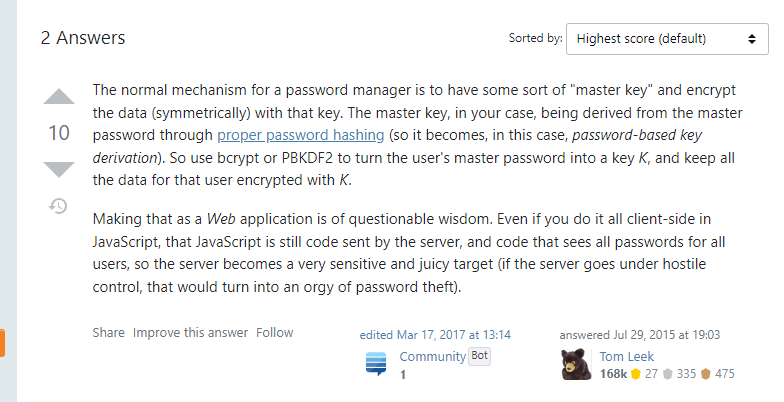 2 Answers
Sorted by: Highest score (default)
The normal mechanism for a password manager is to have some sort of "master key" and encrypt
the data (symmetrically) with that key. The master key, in your case, being derived from the master
10
password through proper password hashing (so it becomes, in this case, password-based key
derivation). So use bcrypt or PBKDF2 to turn the user's master password into a key K, and keep all
the data for that user encrypted with K.
Making that as a Web application is of questionable wisdom. Even if you do it all client-side in
JavaScript, that JavaScript is still code sent by the server, and code that sees all passwords for all
users, so the server becomes a very sensitive and juicy target (if the server goes under hostile
control, that would turn into an orgy of password theft).
Share Improve this answer Follow
edited Mar 17, 2017 at 13:14
Community Bot
1
answered Jul 29, 2015 at 19:03
Tom Leek
168k 27 335 475